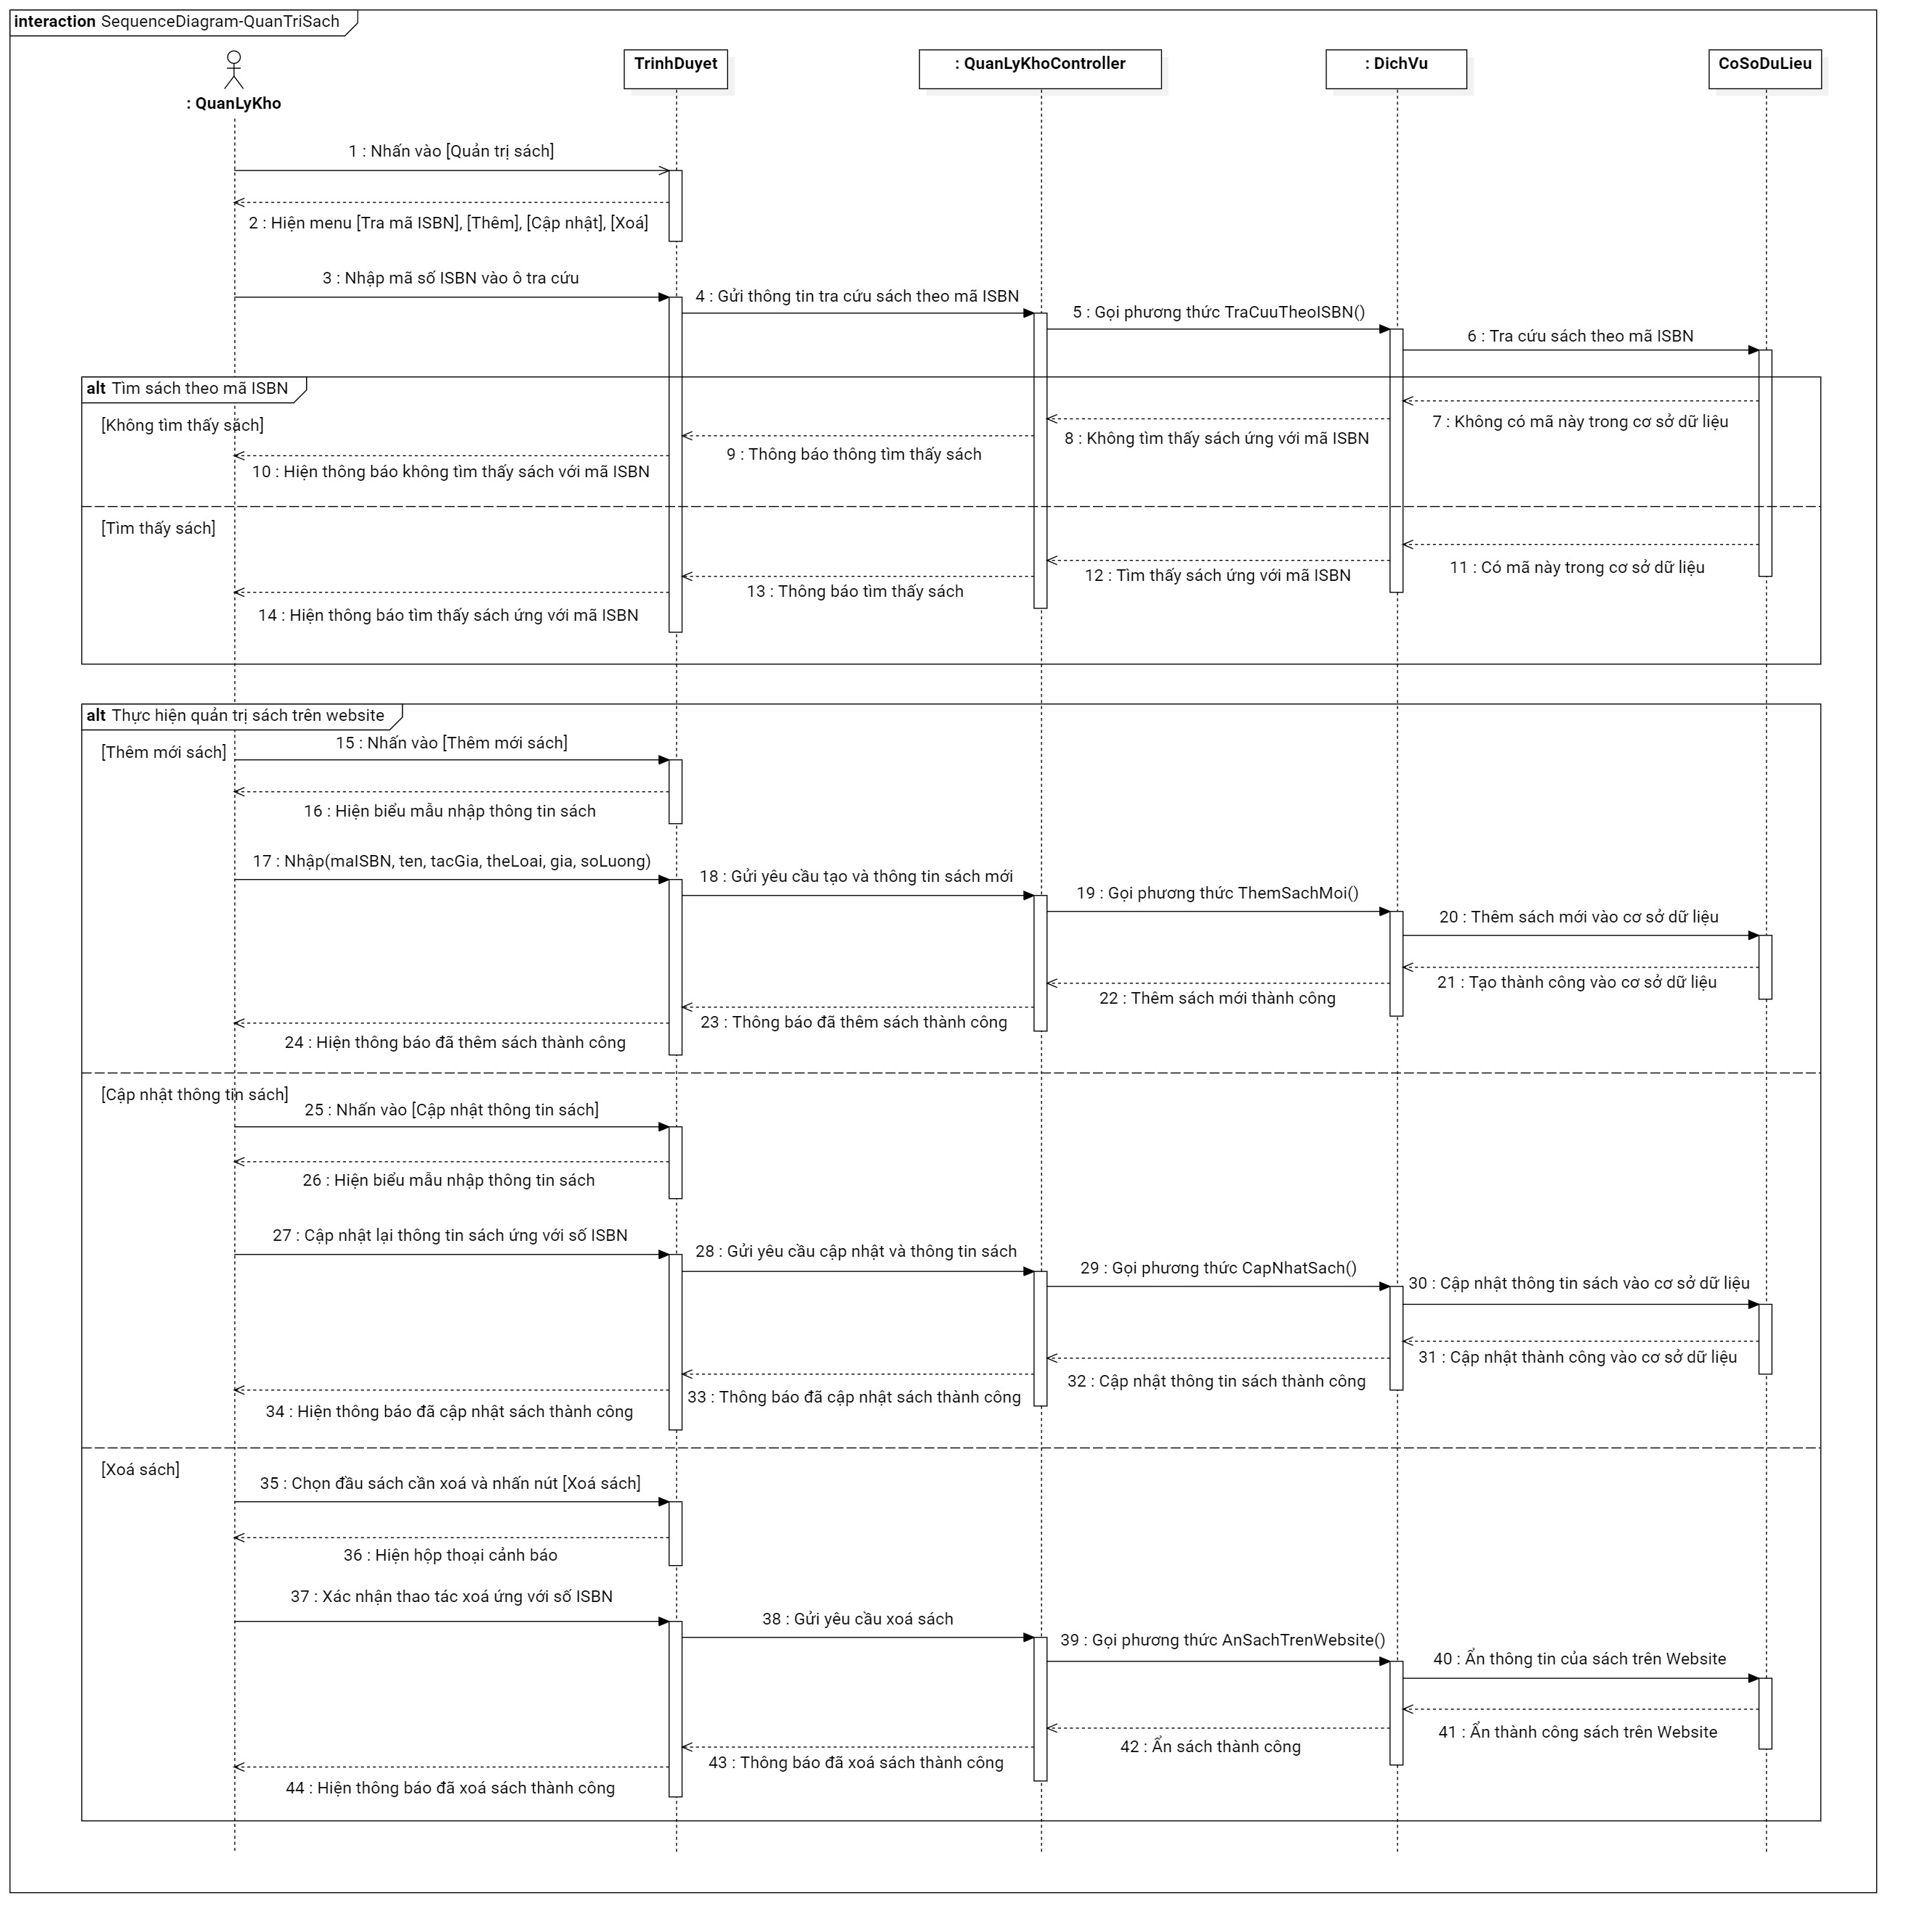 interaction SequenceDiagram-QuanTriSach
: QuanLyKho
TrinhDuyet
: QuanLyKhoController
: DichVu
CoSoDuLieu
1 : Nhấn vào [Quản trị sách]
2 : Hiện menu [Tra mã ISBN], [Thêm], [Cập nhật], [Xoá]
3 : Nhập mã số ISBN vào ô tra cứu
4 : Gửi thông tin tra cứu sách theo mã ISBN
5 : Gọi phương thức TraCuuTheoISBN()
6 : Tra cứu sách theo mã ISBN
alt Tìm sách theo mã ISBN
[Không tìm thấy sách]
7 : Không có mã này trong cơ sở dữ liệu
8 : Không tìm thấy sách ứng với mã ISBN
9 : Thông báo thông tìm thấy sách
10 : Hiện thông báo không tìm thấy sách với mã ISBN
[Tìm thấy sách]
11 : Có mã này trong cơ sở dữ liệu
12 : Tìm thấy sách ứng với mã ISBN
13 : Thông báo tìm thấy sách
14 : Hiện thông báo tìm thấy sách ứng với mã ISBN
alt Thực hiện quản trị sách trên website
[Thêm mới sách]
15 : Nhấn vào [Thêm mới sách]
16 : Hiện biểu mẫu nhập thông tin sách
17 : Nhập(maISBN, ten, tacGia, theLoai, gia, soLuong)
18 : Gửi yêu cầu tạo và thông tin sách mới
19 : Gọi phương thức ThemSachMoi()
20 : Thêm sách mới vào cơ sở dữ liệu
21 : Tạo thành công vào cơ sở dữ liệu
22 : Thêm sách mới thành công
23 : Thông báo đã thêm sách thành công
24 : Hiện thông báo đã thêm sách thành công
[Cập nhật thông tin sách]
25 : Nhấn vào [Cập nhật thông tin sách]
26 : Hiện biểu mẫu nhập thông tin sách
27 : Cập nhật lại thông tin sách ứng với số ISBN
28 : Gửi yêu cầu cập nhật và thông tin sách
29 : Gọi phương thức CapNhatSach()
30 : Cập nhật thông tin sách vào cơ sở dữ liệu
31 : Cập nhật thành công vào cơ sở dữ liệu
32 : Cập nhật thông tin sách thành công
33 : Thông báo đã cập nhật sách thành công
34 : Hiện thông báo đã cập nhật sách thành công
[Xoá sách]
35 : Chọn đầu sách cần xoá và nhấn nút [Xoá sách]
36 : Hiện hộp thoại cảnh báo
37 : Xác nhận thao tác xoá ứng với số ISBN
38 : Gửi yêu cầu xoá sách
39 : Gọi phương thức AnSachTrenWebsite()
40 : Ẩn thông tin của sách trên Website
41 : Ẩn thành công sách trên Website
42 : Ẩn sách thành công
43 : Thông báo đã xoá sách thành công
44 : Hiện thông báo đã xoá sách thành công